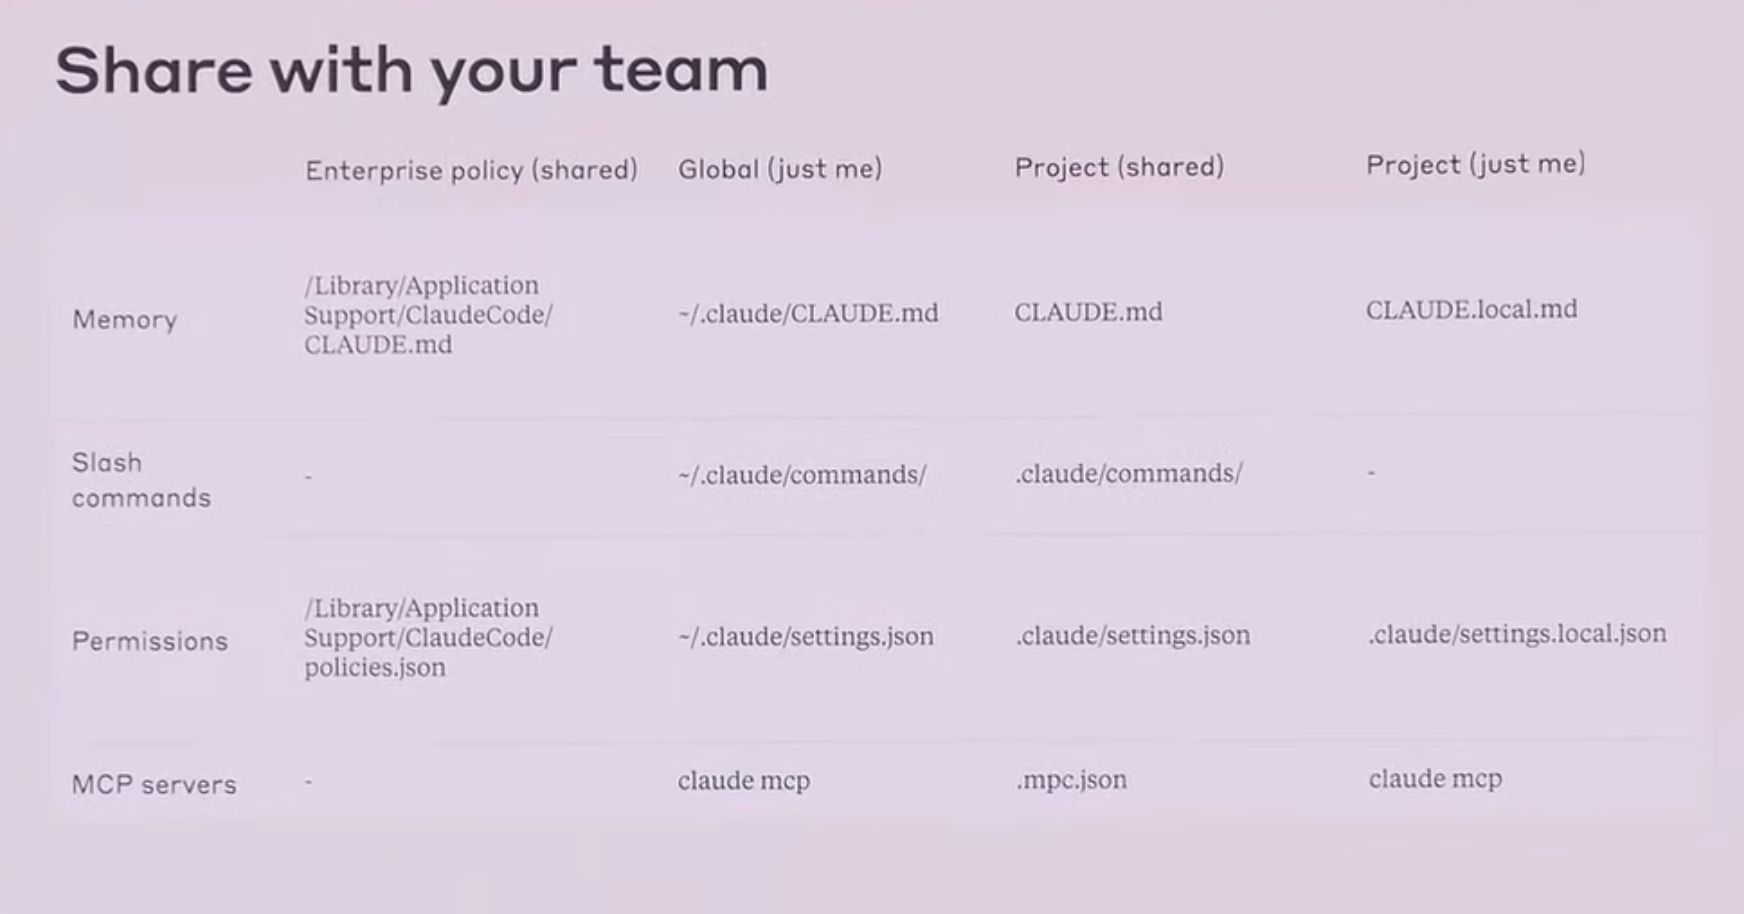 Share with your team
Enterprise policy (shared) Global (just me) Project (shared) Project (just me)
Memory
/Library/Application
Support/ClaudeCode/
CLAUDE.md
~/.claude/CLAUDE.md
CLAUDE.md
CLAUDE.local.md
Slash
commands
-
~/.claude/commands/
.claude/commands/
-
Permissions
/Library/Application
Support/ClaudeCode/
policies.json
~/.claude/settings.json
.claude/settings.json
.claude/settings.local.json
MCP servers
-
claude mcp
.mpc.json
claude mcp